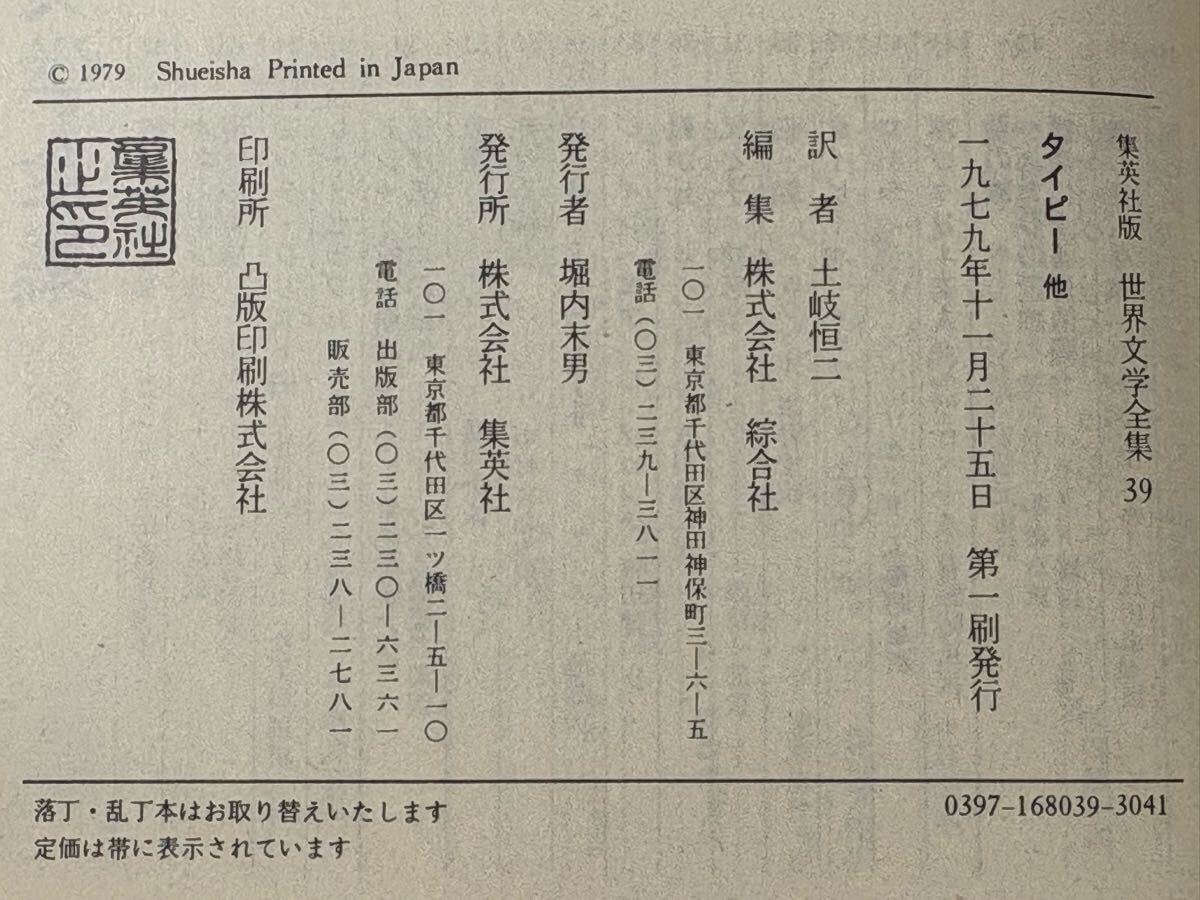 © 1979 Shueisha Printed in Japan
集英社版 世界文学全集 39
タイピー 他
一九七九年十一月二十五日 第一刷発行
訳者 土岐恒二
編集 株式会社 綜合社
一〇一 東京都千代田区神田神保町三―六―五
電話(〇三)二三九―三八一一
発行者 堀内末男
発行所 株式会社 集英社
一〇一 東京都千代田区一ツ橋二―五―一〇
電話 出版部(〇三)二三〇―六三六一
販売部(〇三)二三八―二七八一
印刷所 凸版印刷株式会社
集英社
之印
落丁・乱丁本はお取り替えいたします
定価は帯に表示されています
0397-168039-3041